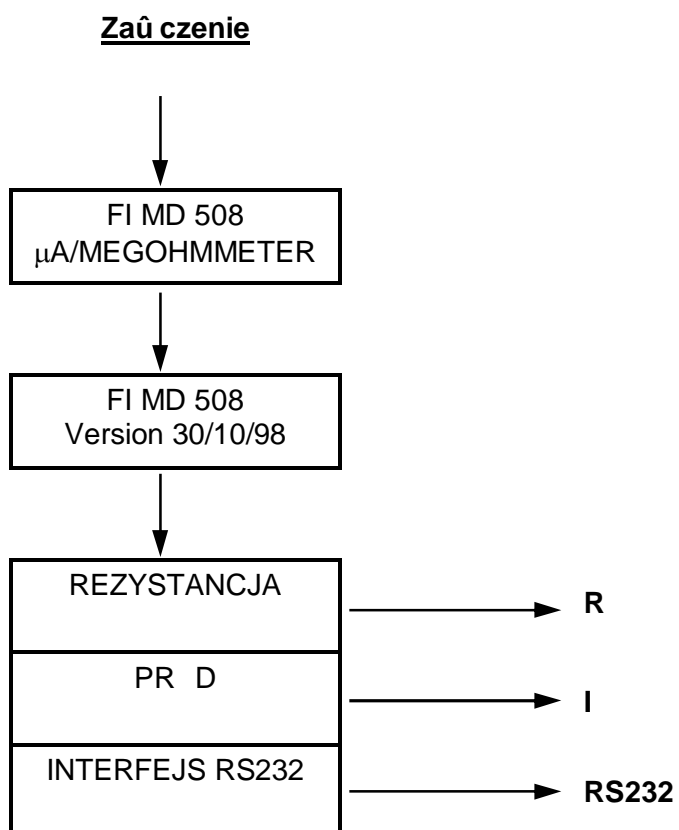 Zaû czenie
FI MD 508
µA/MEGOHMMETER
FI MD 508
Version 30/10/98
REZYSTANCJA
R
PR D
I
INTERFEJS RS232
RS232